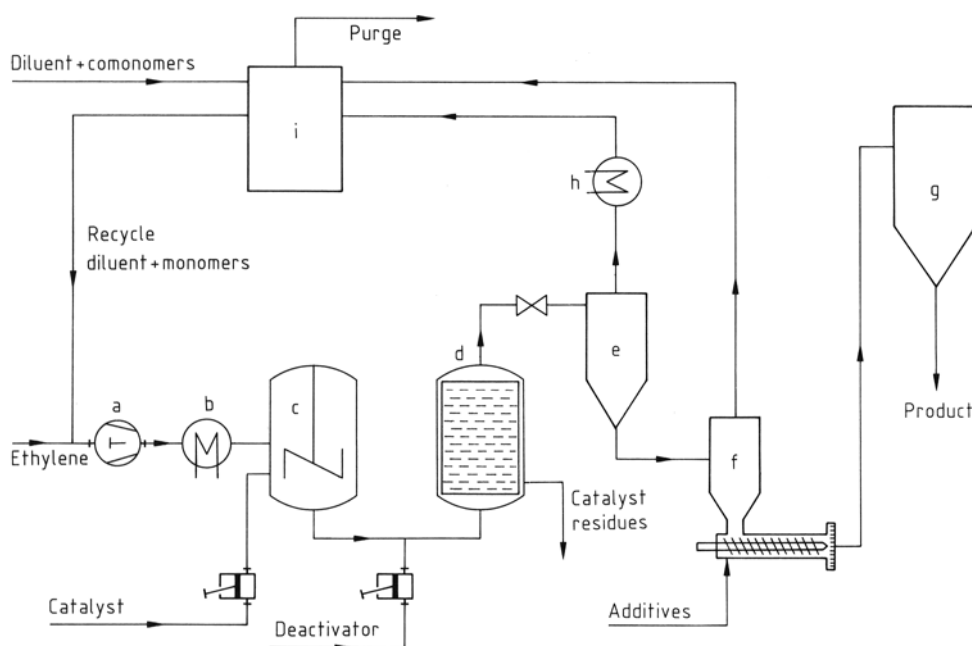 Purge
Diluent+comonomers
i
h
g
Recycle
diluent+monomers
d
e
a
b
c
Product
Ethylene
f
Catalyst
residues
Catalyst
Additives
Deactivator